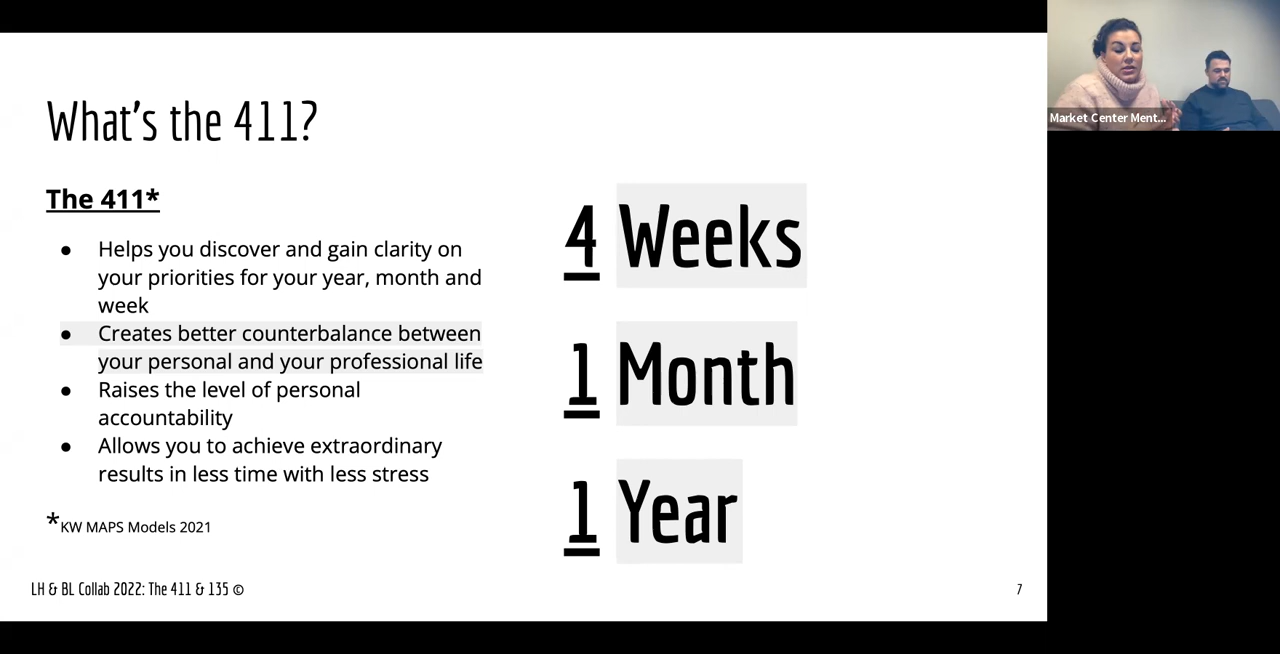 What's the 411?
The 411*
● Helps you discover and gain clarity on
your priorities for your year, month and
week
● Creates better counterbalance between
your personal and your professional life
● Raises the level of personal
accountability
● Allows you to achieve extraordinary
results in less time with less stress
*KW MAPS Models 2021
4 Weeks
1 Month
1 Year
LH & BL Collab 2022: The 411 & 135 ©
7
Market Center Ment...